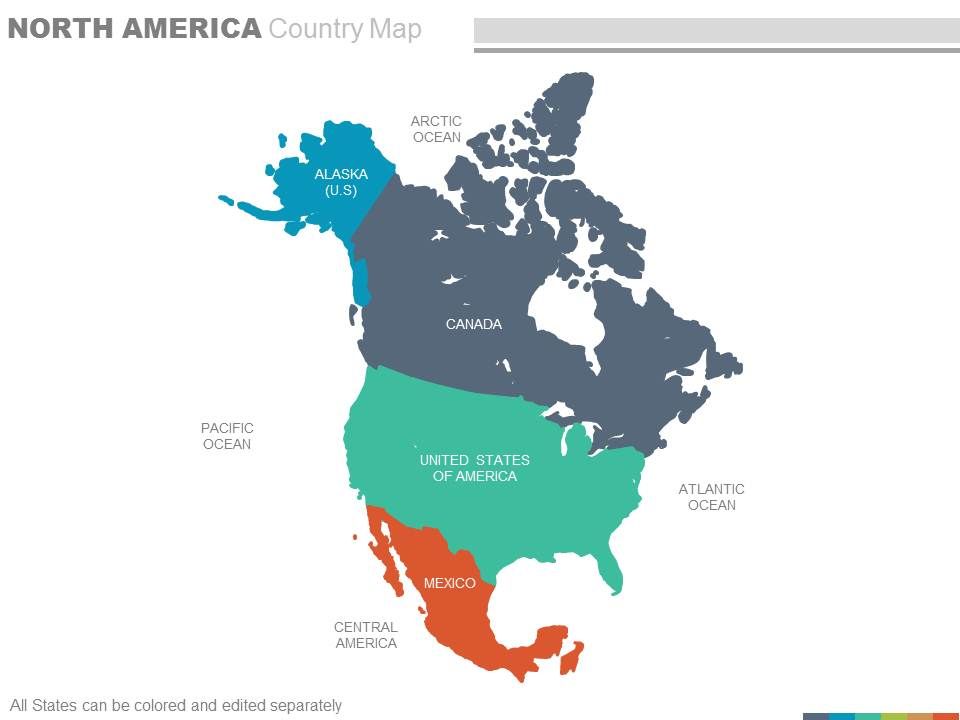 NORTH AMERICA Country Map
ARCTIC
OCEAN
ALASKA
(U.S)
CANADA
PACIFIC
OCEAN
UNITED STATES
OF AMERICA
ATLANTIC
OCEAN
MEXICO
CENTRAL
AMERICA
All States can be colored and edited separately